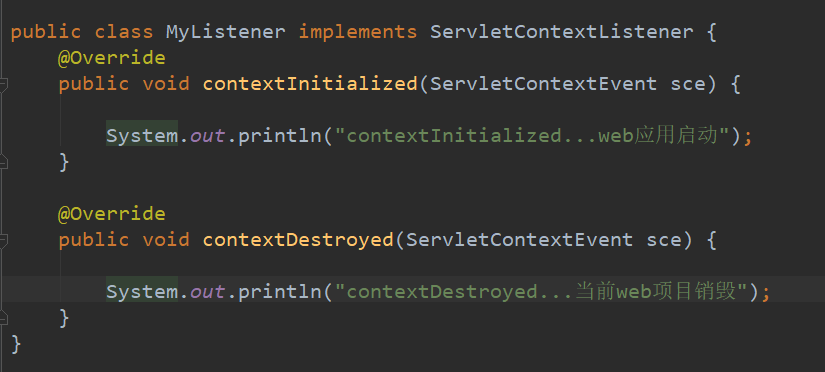 public class MyListener implements ServletContextListener {
@Override
public void contextInitialized(ServletContextEvent sce) {
System.out.println("contextInitialized...web应用启动");
}
@Override
public void contextDestroyed(ServletContextEvent sce) {
System.out.println("contextDestroyed...当前web项目销毁");
}
}